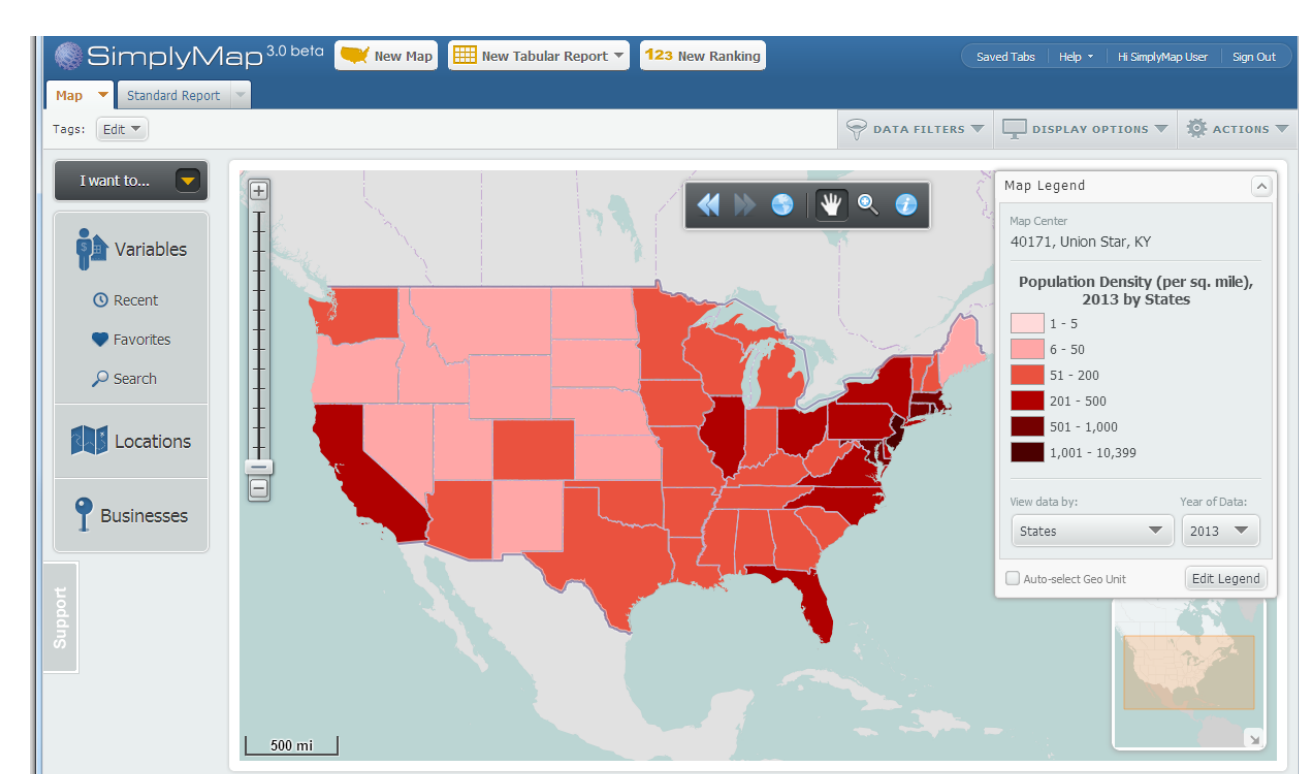 SimplyMap 3.0 beta
New Map
New Tabular Report
123 New Ranking
Saved Tabs
Help
Hi SimplyMap User
Sign Out
Map
Standard Report
Tags:
Edit
DATA FILTERS
DISPLAY OPTIONS
ACTIONS
I want to...
Variables
Recent
Favorites
Search
Locations
Businesses
Support
500 mi
Map Legend
Map Center
40171, Union Star, KY
Population Density (per sq. mile),
2013 by States
1 - 5
6 - 50
51 - 200
201 - 500
501 - 1,000
1,001 - 10,399
View data by:
Year of Data:
States
2013
Auto-select Geo Unit
Edit Legend